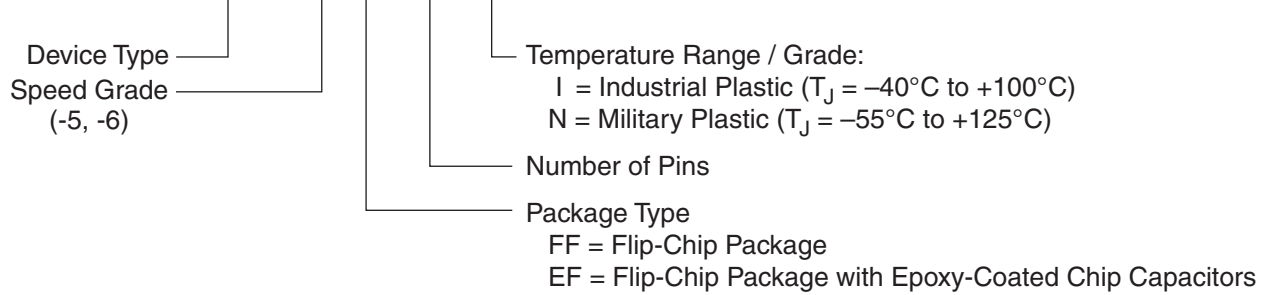 Device Type
Speed Grade
(-5, -6)
Temperature Range / Grade:
I = Industrial Plastic (TJ = –40°C to +100°C)
N = Military Plastic (TJ = –55°C to +125°C)
Number of Pins
Package Type
FF = Flip-Chip Package
EF = Flip-Chip Package with Epoxy-Coated Chip Capacitors